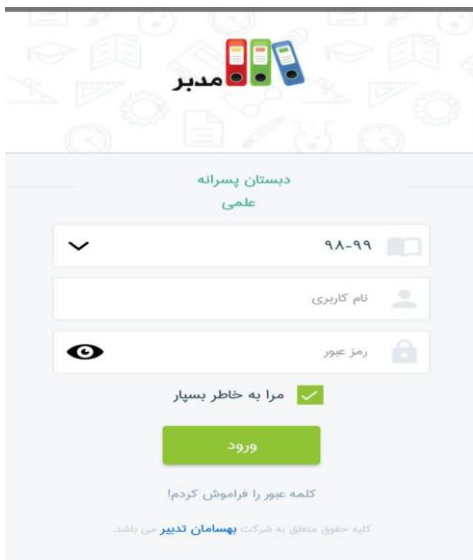 مدبر
دبستان پسرانه
علمی
۹۸-۹۹
نام کاربری
رمز عبور
مرا به خاطر بسپار
ورود
کلمه عبور را فراموش کردم!
کلیه حقوق متعلق به شرکت بهسامان تدبیر می باشد.